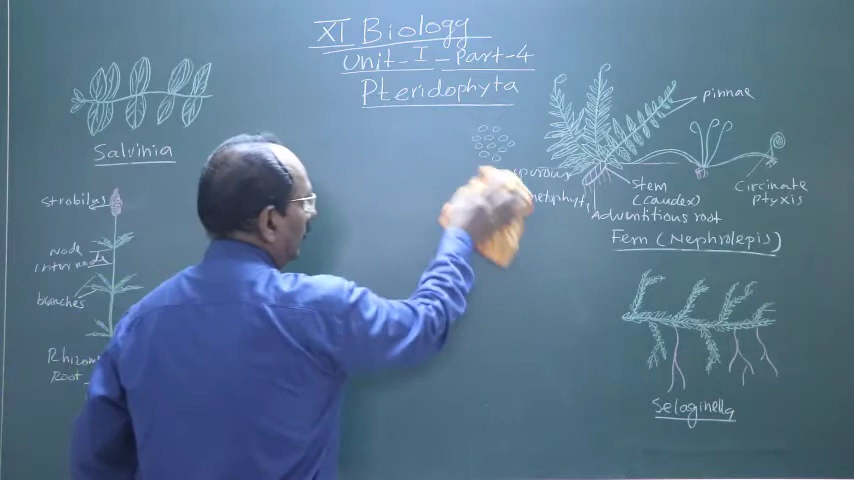 XI Biology
Unit-I-Part-4
Pteridophyta
Salvinia
strobilus
node
branches
pinnae
stem
(caudex)
Adventitious root
Circinate
ptyxis
Fern (Nephrolepis)
Root
Selaginella